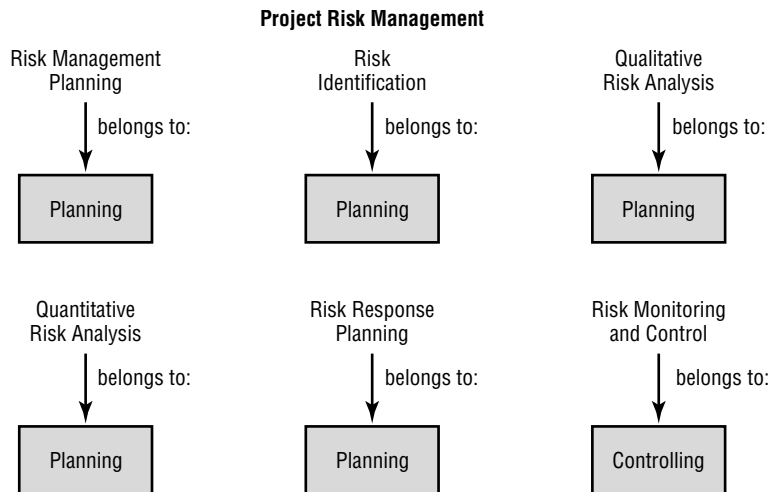 Project Risk Management
Risk Management
Planning
belongs to:
Planning
Risk
Identification
belongs to:
Planning
Qualitative
Risk Analysis
belongs to:
Planning
Quantitative
Risk Analysis
belongs to:
Planning
Risk Response
Planning
belongs to:
Planning
Risk Monitoring
and Control
belongs to:
Controlling